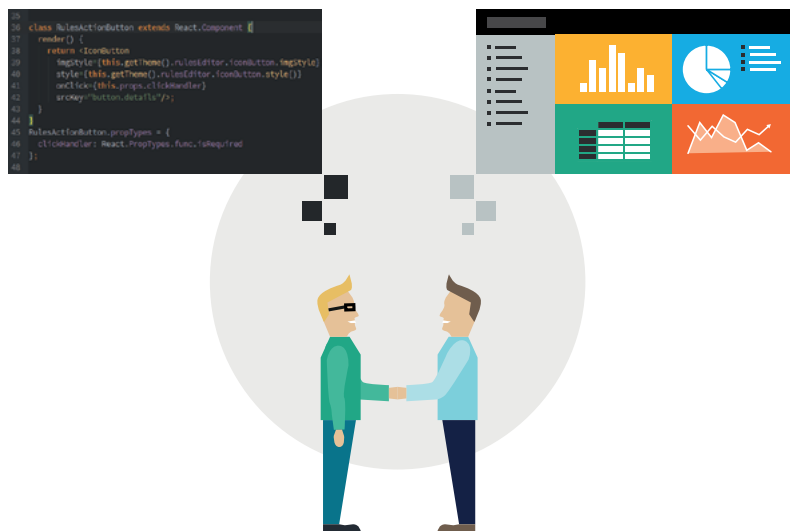 35
36 class RulesActionButton extends React.Component {
37 render() {
38 return <IconButton
39 imgStyle={this.getTheme().rulesEditor.iconButton.imgStyle}
40 style={this.getTheme().rulesEditor.iconButton.style()}
41 onClick={this.props.clickHandler}
42 srcKey="button.details"/>;
43 }
44 }
45 RulesActionButton.propTypes = {
46 clickHandler: React.PropTypes.func.isRequired
47 };
48